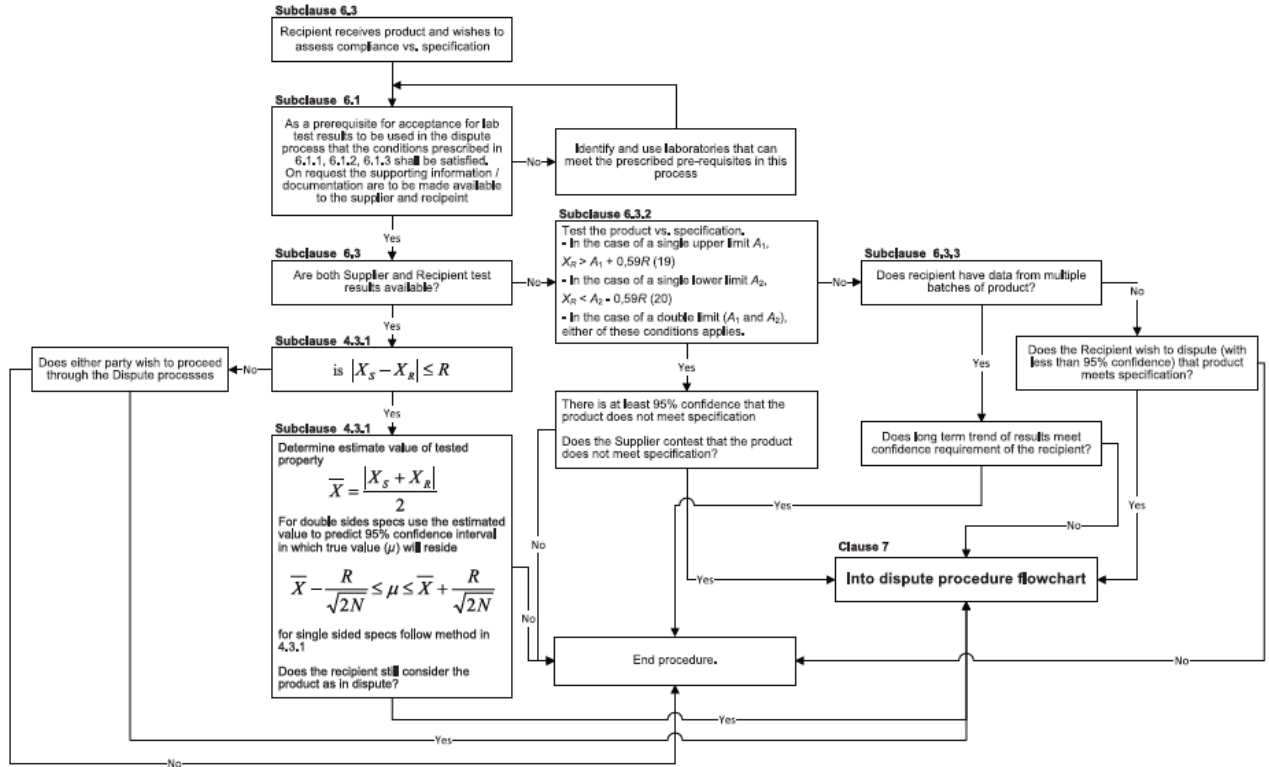 Subclause 6.3
Recipient receives product and wishes to
assess compliance vs. specification
Subclause 6.1
As a prerequisite for acceptance for lab
test results to be used in the dispute
process that the conditions prescribed in
6.1.1, 6.1.2, 6.1.3 shall be satisfied.
On request the supporting information /
documentation are to be made available
to the supplier and recipeint
No
Identify and use laboratories that can
meet the prescribed pre-requisites in this
process
Yes
Subclause 6.3
Are both Supplier and Recipient test
results available?
No
Subclause 6.3.2
Test the product vs. specification.
- In the case of a single upper limit A₁,
X_R > A₁ + 0,59R (19)
- In the case of a single lower limit A₂,
X_R < A₂ - 0,59R (20)
- In the case of a double limit (A₁ and A₂),
either of these conditions applies.
No
Subclause 6.3.3
Does recipient have data from multiple
batches of product?
No
Yes
Subclause 4.3.1
is |X_S − X_R| ≤ R
No
Does either party wish to proceed
through the Dispute processes
Yes
Yes
Yes
Does the Recipient wish to dispute (with
less than 95% confidence) that product
meets specification?
There is at least 95% confidence that the
product does not meet specification
Does the Supplier contest that the product
does not meet specification?
Does long term trend of results meet
confidence requirement of the recipient?
Subclause 4.3.1
Determine estimate value of tested
property
X̅ = |X_S + X_R| / 2
For double sides specs use the estimated
value to predict 95% confidence interval
in which true value (μ) will reside
X̅ − R/√2N ≤ μ ≤ X̅ + R/√2N
for single sided specs follow method in
4.3.1
Does the recipient still consider the
product as in dispute?
Yes
Yes
No
No
Clause 7
Into dispute procedure flowchart
Yes
No
End procedure.
No
Yes
Yes
No